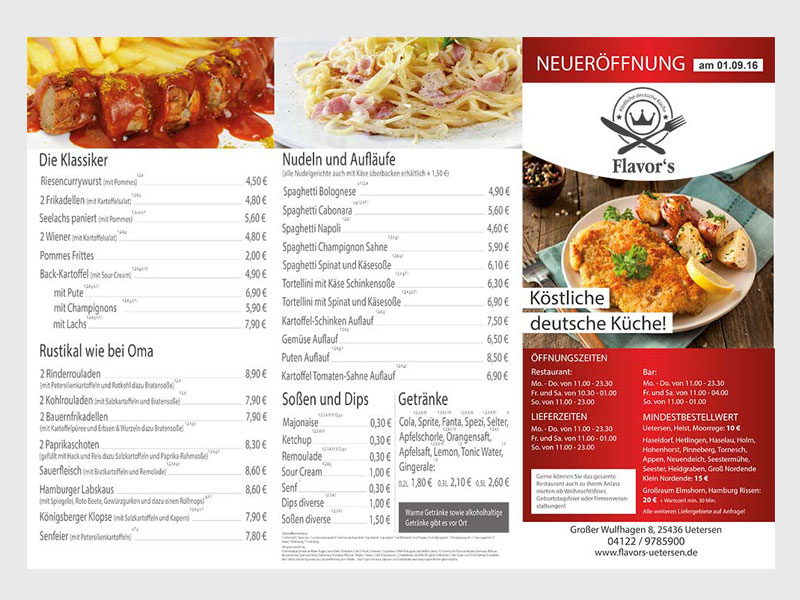 Die Klassiker
Riesencurrywurst (mit Pommes) 4,50 €
2 Frikadellen (mit Kartoffelsalat) 4,80 €
Seelachs paniert (mit Pommes) 5,60 €
2 Wiener (mit Kartoffelsalat) 4,80 €
Pommes Frittes 2,00 €
Back-Kartoffel (mit Sour Cream) 4,90 €
mit Pute 6,90 €
mit Champignons 5,90 €
mit Lachs 7,90 €
Rustikal wie bei Oma
2 Rinderrouladen 8,90 €
(mit Petersilienkartoffeln und Rotkohl dazu Bratensoße)
2 Kohlrouladen (mit Salzkartoffeln und Bratensoße) 7,90 €
2 Bauernfrikadellen 7,90 €
(mit Kartoffelpüree und Erbsen & Wurzeln dazu Bratensoße)
2 Paprikaschoten 8,30 €
(gefüllt mit Hack und Reis dazu Salzkartoffeln und Paprika-Rahmsoße)
Sauerfleisch (mit Bratkartoffeln und Remolade) 8,60 €
Hamburger Labskaus 8,60 €
(mit Spiegelei, Rote Beete, Gewürzgurken und dazu einen Rollmops)
Königsberger Klopse (mit Salzkartoffeln und Kapern) 7,90 €
Senfeier (mit Petersilienkartoffeln) 7,80 €
Nudeln und Aufläufe
(alle Nudelgerichte auch mit Käse überbacken erhältlich + 1,50 €)
Spaghetti Bolognese 4,90 €
Spaghetti Cabonara 5,60 €
Spaghetti Napoli 4,60 €
Spaghetti Champignon Sahne 5,90 €
Spaghetti Spinat und Käsesoße 6,10 €
Tortellini mit Käse Schinkensoße 6,30 €
Tortellini mit Spinat und Käsesoße 6,90 €
Kartoffel-Schinken Auflauf 7,50 €
Gemüse Auflauf 6,50 €
Puten Auflauf 8,50 €
Kartoffel Tomaten-Sahne Auflauf 6,90 €
Soßen und Dips
Majonaise 0,30 €
Ketchup 0,30 €
Remoulade 0,30 €
Sour Cream 1,00 €
Senf 0,30 €
Dips diverse 1,00 €
Soßen diverse 1,50 €
Getränke
Cola, Sprite, Fanta, Spezi, Selter,
Apfelschorle, Orangensaft,
Apfelsaft, Lemon, Tonic Water,
Gingerale:
0,2L 1,80 € 0,3L 2,10 € 0,5L 2,60 €
Warme Getränke sowie alkoholhaltige
Getränke gibt es vor Ort
NEUERÖFFNUNG am 01.09.16
Köstliche deutsche Küche
Flavor's
Köstliche
deutsche Küche!
ÖFFNUNGSZEITEN
Restaurant:
Mo. - Do. von 11.00 - 23.30
Fr. und Sa. von 10.30 - 01.00
So. von 11.00 - 23.00
Bar:
Mo. - Do. von 11.00 - 23.30
Fr. und Sa. von 11.00 - 04.00
So. von 11.00 - 01.00
LIEFERZEITEN
Mo. - Do. von 11.00 - 23.30
Fr. und Sa. von 11.00 - 01.00
So. von 11.00 - 23.00
MINDESTBESTELLWERT
Uetersen, Heist, Moorrege: 10 €
Haseldorf, Hetlingen, Haselau, Holm,
Hohenhorst, Pinneberg, Tornesch,
Appen, Neuendeich, Seestermühe,
Seester, Heidgraben, Groß Nordende
Klein Nordende: 15 €
Großraum Elmshorn, Hamburg Rissen:
20 €
Alle weiteren Liefergebiete auf Anfrage!
Gerne können Sie das gesamte
Restaurant auch zu ihrem Anlass
mieten ob Weihnachtsfeier,
Geburtstagsfeier oder Firmenveran-
staltungen!
Großer Wulfhagen 8, 25436 Uetersen
04122 / 9785900
www.flavors-uetersen.de